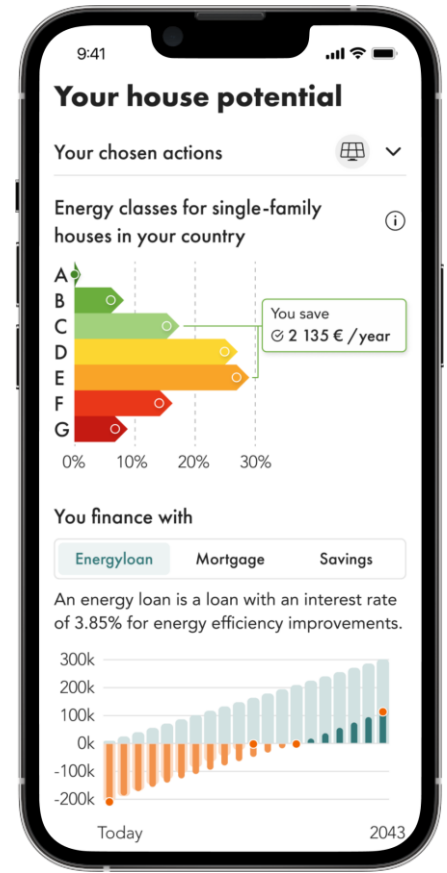 9:41
Your house potential
Your chosen actions
Energy classes for single-family
houses in your country
A
B
C
D
E
F
G
You save
2 135 € / year
0% 10% 20% 30%
You finance with
Energyloan Mortgage Savings
An energy loan is a loan with an interest rate
of 3.85% for energy efficiency improvements.
300k
200k
100k
0k
-100k
-200k
Today 2043